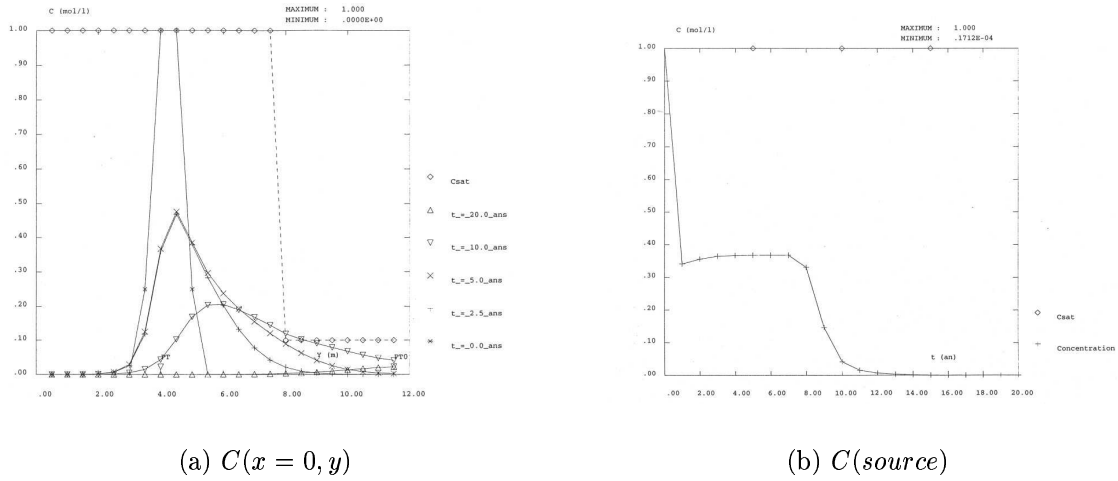 C (mol/l)
MAXIMUM : 1.000
MINIMUM : .0000E+00
1.00
.90
.80
.70
.60
.50
.40
.30
.20
.10
.00
.00 2.00 4.00 6.00 8.00 10.00 12.00
PT
Y (m)
PT0
Csat
t_=_20.0_ans
t_=_10.0_ans
t_=_5.0_ans
t_=_2.5_ans
t_=_0.0_ans
(a) C(x = 0, y)
C (mol/l)
MAXIMUM : 1.000
MINIMUM : .1712E-04
1.00
.90
.80
.70
.60
.50
.40
.30
.20
.10
.00
.00 2.00 4.00 6.00 8.00 10.00 12.00 14.00 16.00 18.00 20.00
t (an)
Csat
Concentration
(b) C(source)